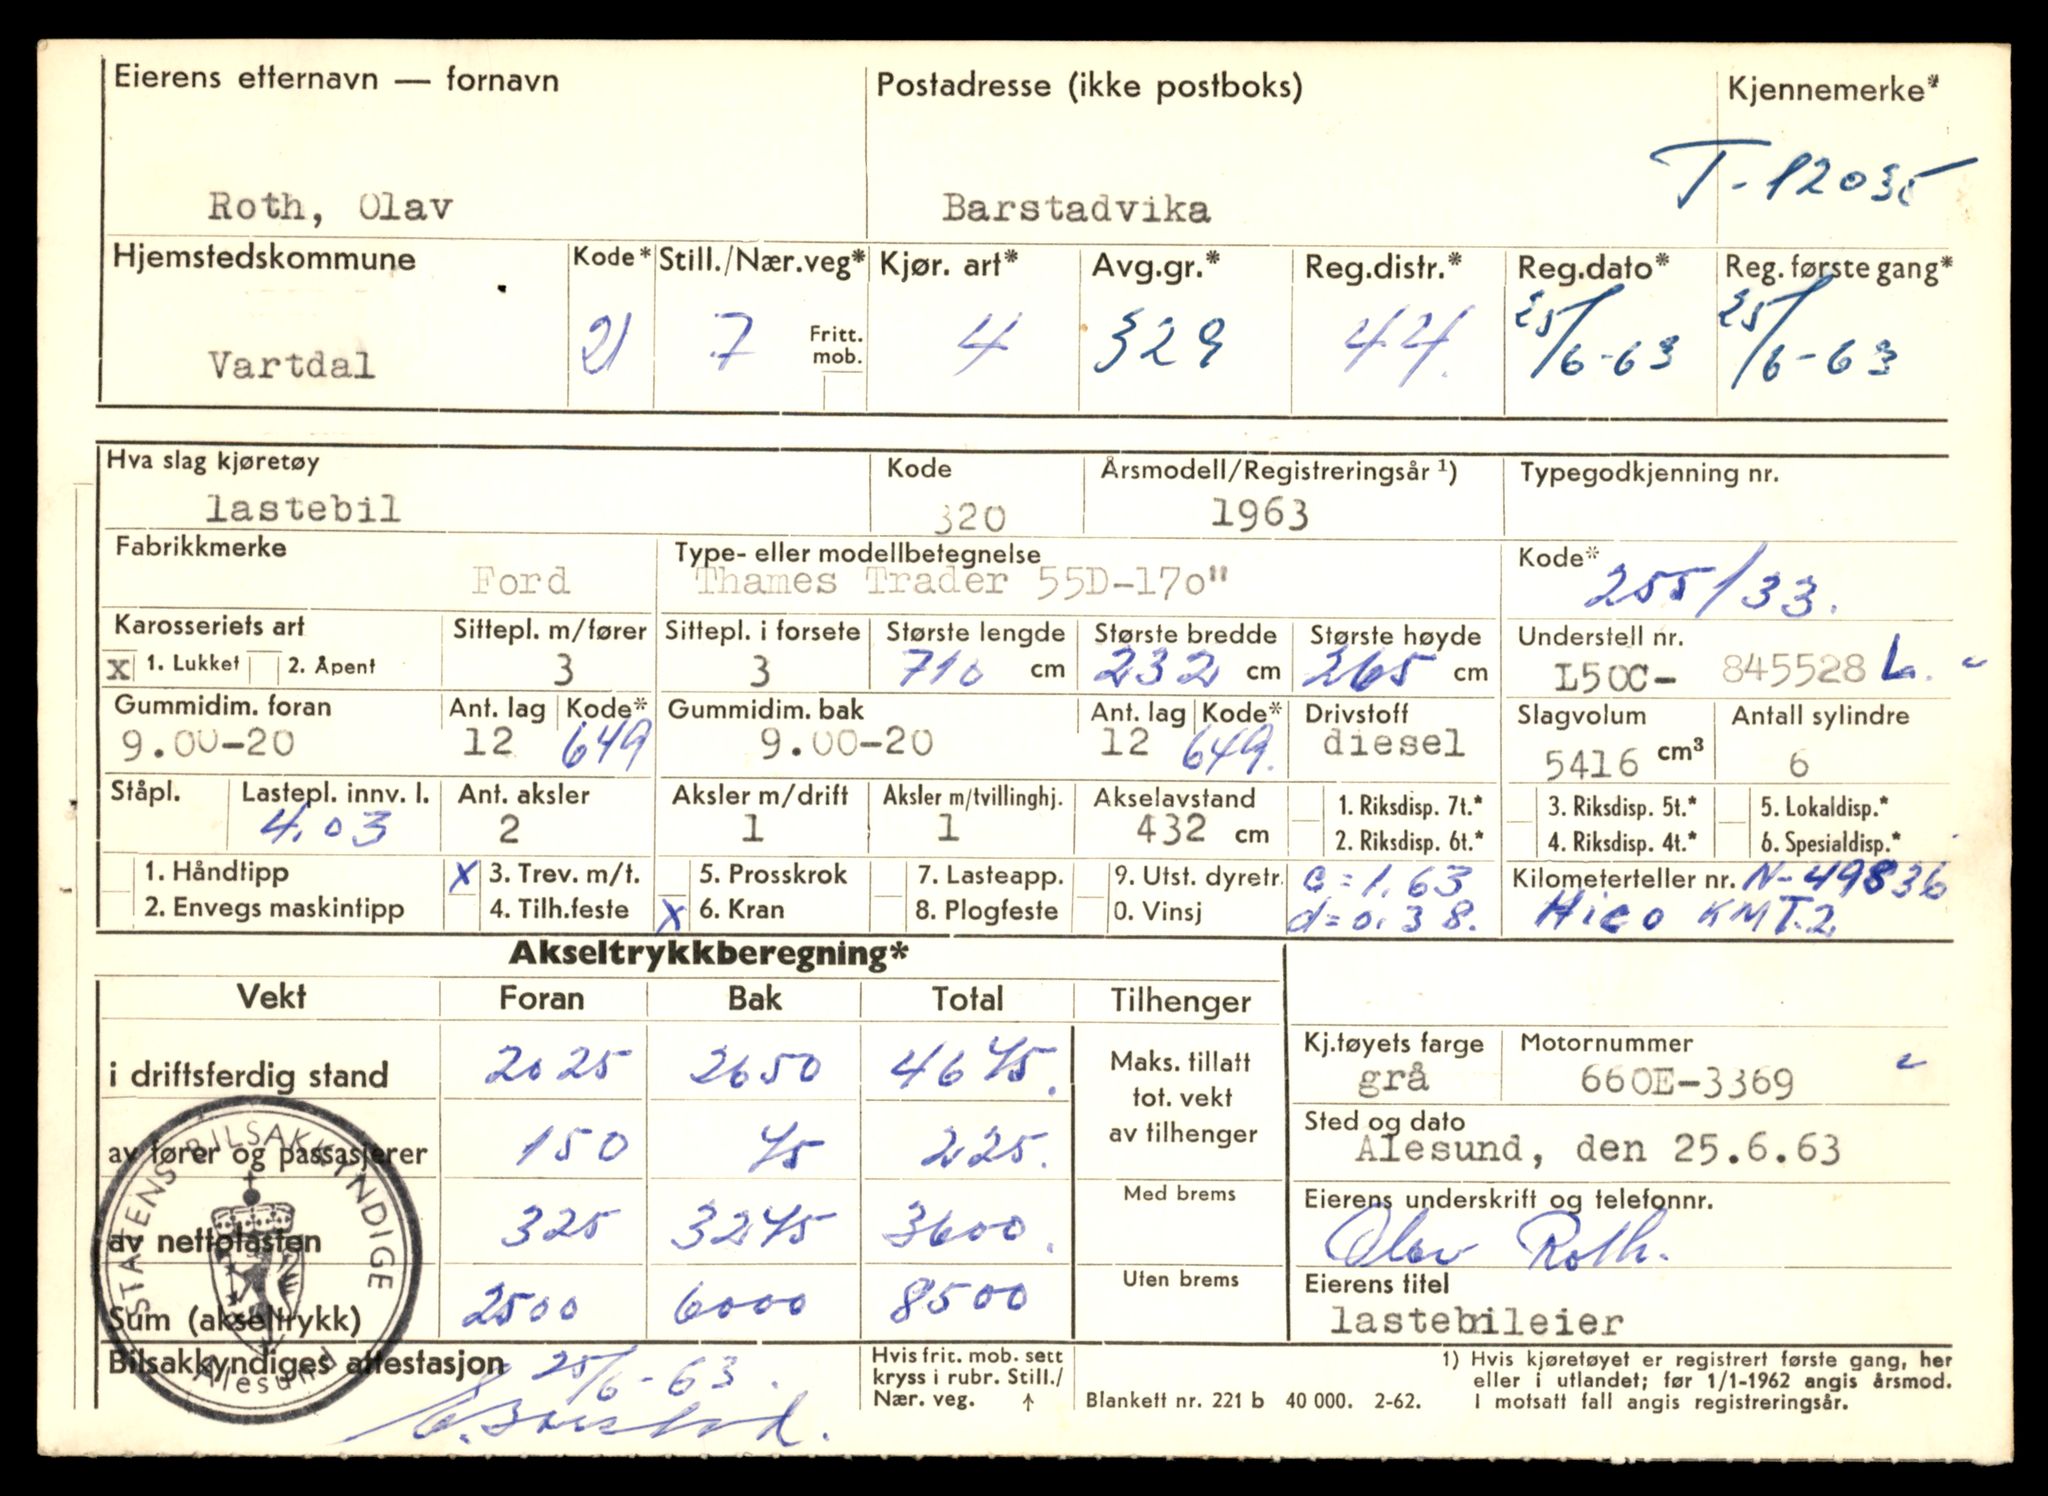 Eierens etternavn — fornavn Postadresse (ikke postboks) Kjennemerke*
T-12035
Roth, Olav Barstadvika
Hjemstedskommune Kode* Still./Nær.veg* Kjør. art* Avg.gr.* Reg.distr.* Reg.dato* Reg. første gang*
Vartdal 21 7 Fritt. mob. 4 329 44. 25/6-63 25/6-63
Hva slag kjøretøy Kode Årsmodell/Registreringsår ¹) Typegodkjenning nr.
lastebil 320 1963
Fabrikkmerke Type- eller modellbetegnelse Kode*
Ford Thames Trader 55D-170" 255/33.
Karosseriets art Sittepl. m/fører Sittepl. i forsete Største lengde Største bredde Største høyde Understell nr.
X 1. Lukket 2. Åpent 3 3 710 cm 232 cm 265 cm L50C- 845528 L.
Gummidim. foran Ant. lag Kode* Gummidim. bak Ant. lag Kode* Drivstoff Slagvolum Antall sylindre
9.00-20 12 649 9.00-20 12 649. diesel 5416 cm³ 6
Ståpl. Lastepl. innv. l. Ant. aksler Aksler m/drift Aksler m/tvillinghj. Akselavstand 1. Riksdisp. 7t.* 3. Riksdisp. 5t.* 5. Lokaldisp.*
4.03 2 1 1 432 cm 2. Riksdisp. 6t.* 4. Riksdisp. 4t.* 6. Spesialdisp.*
1. Håndtipp X 3. Trev. m/t. 5. Prosskrok 7. Lasteapp. 9. Utst. dyretr. c=1.63 Kilometerteller nr. N-49836
2. Envegs maskintipp 4. Tilh.feste X 6. Kran 8. Plogfeste 0. Vinsj d=0.38. Hico KMT.2
Akseltrykkberegning*
Vekt Foran Bak Total Tilhenger
Kj.tøyets farge Motornummer
i driftsferdig stand 2025 2650 4675. Maks. tillatt grå 660E-3369
tot. vekt
Sted og dato
av fører og passasjerer 150 75 225. av tilhenger Ålesund, den 25.6.63
Med brems Eierens underskrift og telefonnr.
av nettolasten 325 3275 3600. Olav Roth.
Uten brems Eierens titel
Sum (akseltrykk) 2500 6000 8500 lastebileier
Bilsakkyndiges attestasjon 25/6-63.
STATENS BILSAKKYNDIGE
Ålesund
Hvis frit. mob. sett
kryss i rubr. Still./
Nær. veg. ↑
Blankett nr. 221 b 40 000. 2-62.
1) Hvis kjøretøyet er registrert første gang, her
eller i utlandet; før 1/1-1962 angis årsmod.
I motsatt fall angis registreringsår.